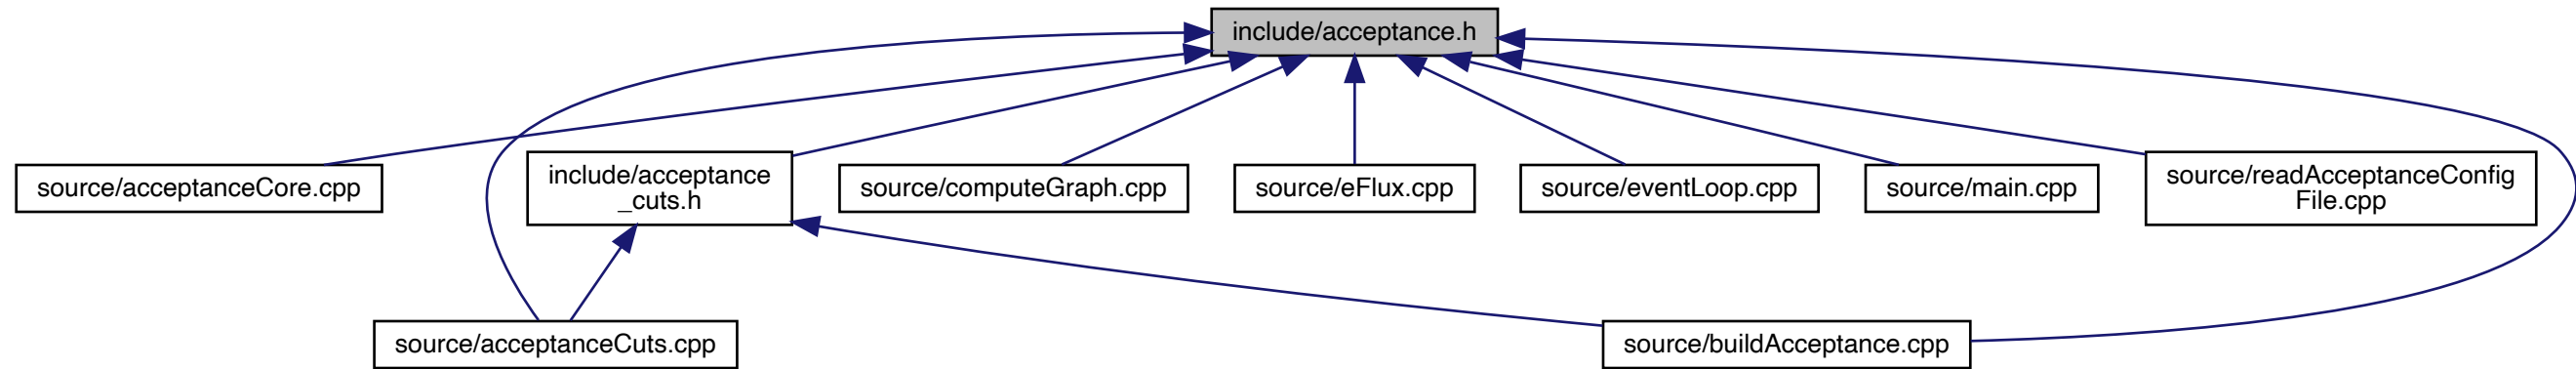 include/acceptance.h
source/acceptanceCore.cpp
include/acceptance
_cuts.h
source/computeGraph.cpp
source/eFlux.cpp
source/eventLoop.cpp
source/main.cpp
source/readAcceptanceConfig
File.cpp
source/acceptanceCuts.cpp
source/buildAcceptance.cpp